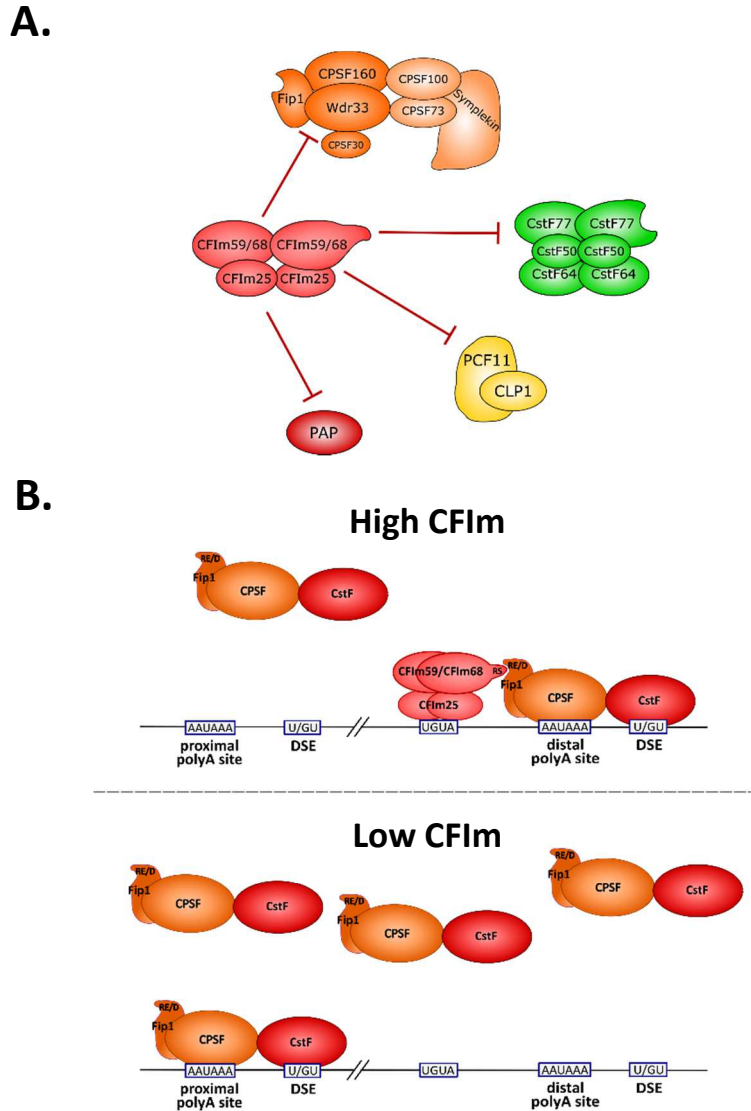 A.
CPSF160
CPSF100
Fip1
Wdr33
CPSF73
Symplekin
CPSF30
CFIm59/68
CFIm59/68
CFIm25
CFIm25
CstF77
CstF77
CstF50
CstF50
CstF64
CstF64
PCF11
CLP1
PAP
B.
High CFIm
RE/D
Fip1
CPSF
CstF
CFIm59/CFIm68
RS
RE/D
Fip1
CPSF
CFIm25
CstF
AAUAAA
U/GU
//
UGUA
AAUAAA
U/GU
proximal
polyA site
DSE
distal
polyA site
DSE
Low CFIm
RE/D
Fip1
CPSF
CstF
RE/D
Fip1
CPSF
CstF
RE/D
Fip1
CPSF
CstF
RE/D
Fip1
CPSF
CstF
AAUAAA
U/GU
//
UGUA
AAUAAA
U/GU
proximal
polyA site
DSE
distal
polyA site
DSE